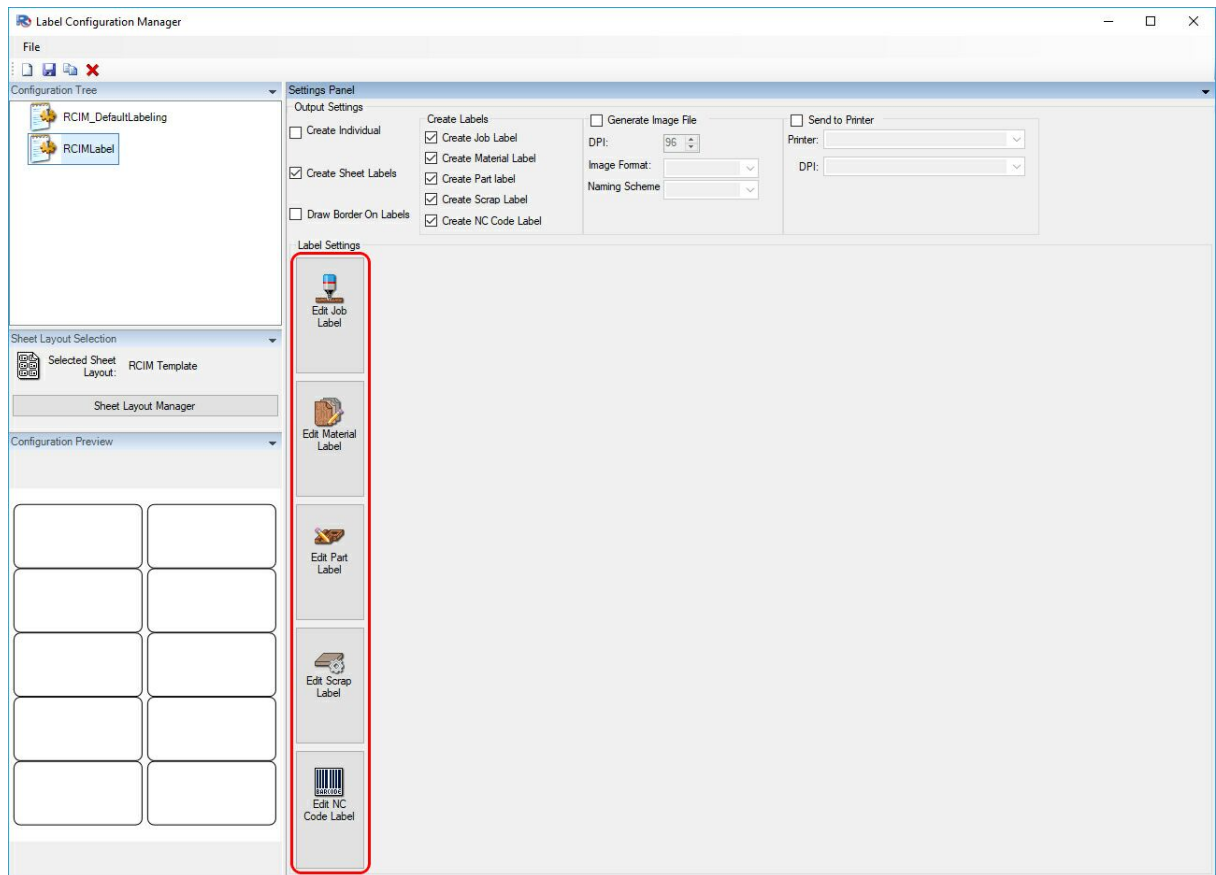 Label Configuration Manager
File
Configuration Tree
RCIM_DefaultLabeling
RCIMLabel
Sheet Layout Selection
Selected Sheet
Layout:
RCIM Template
Sheet Layout Manager
Configuration Preview
Settings Panel
Output Settings
Create Individual
Create Sheet Labels
Draw Border On Labels
Create Labels
Create Job Label
Create Material Label
Create Part label
Create Scrap Label
Create NC Code Label
Generate Image File
DPI: 96
Image Format:
Naming Scheme
Send to Printer
Printer:
DPI:
Label Settings
Edit Job
Label
Edit Material
Label
Edit Part
Label
Edit Scrap
Label
BARCODE
Edit NC
Code Label